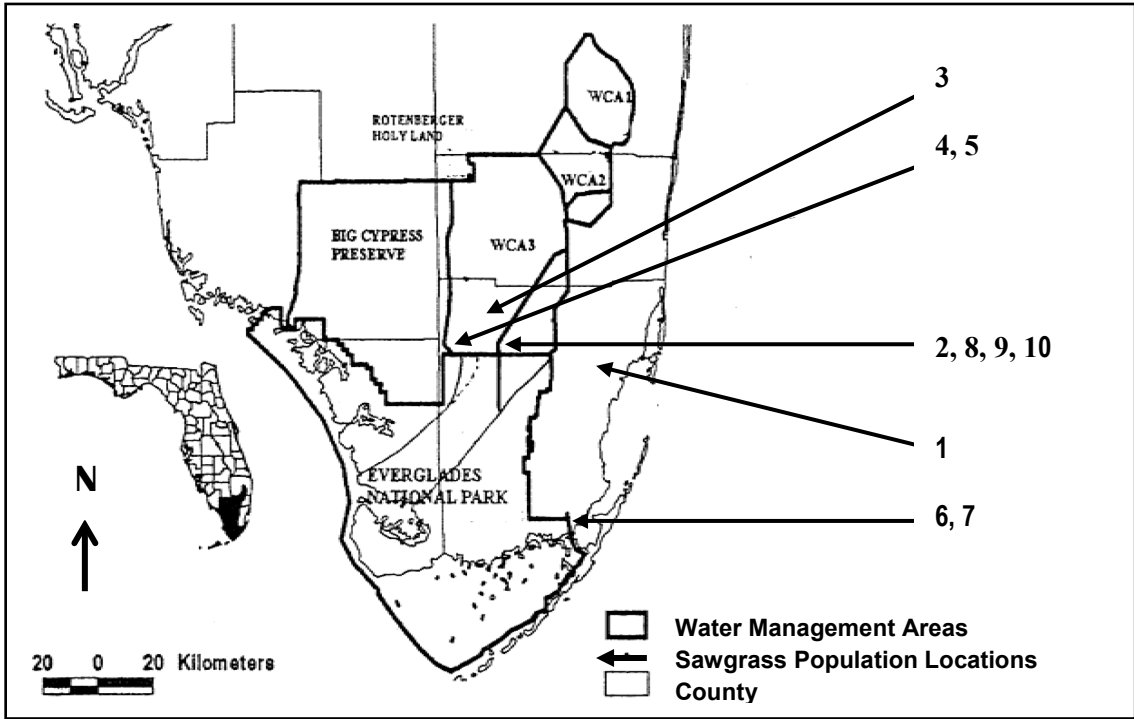 WCA1
3
ROTENBERGER
HOLY LAND
4, 5
WCA2
BIG CYPRESS
PRESERVE
WCA3
2, 8, 9, 10
1
EVERGLADES
NATIONAL PARK
N
6, 7
Water Management Areas
Sawgrass Population Locations
County
20 0 20 Kilometers